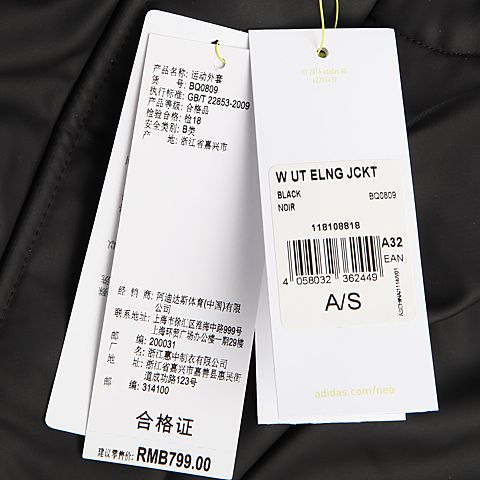 产品名称: 运动外套
货 号: BQ0809
执行标准: GB/T 22853-2009
产品等级: 合格品
检验合格: 检18
安全类别: B类
产 地: 浙江省嘉兴市
经 销 商: 阿迪达斯体育(中国)有限
公司
联系地址: 上海市徐汇区淮海中路999号
上海环贸广场办公楼一期29楼
邮 编: 200031
厂 名: 浙江惠中制衣有限公司
地 址: 浙江省嘉兴市嘉善县惠民街
道成功路123号
邮 编: 314100
合格证
建议零售价: RMB799.00
© 2016 adidas AG
W UT ELNG JCKT
BLACK BQ0809
NOIR
118108818
A32
EAN
4 058032 362449
A/S
adidas.com/neo